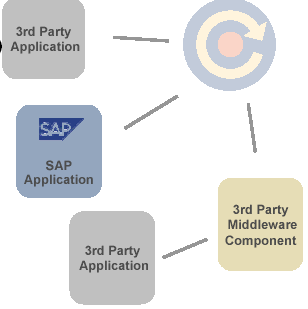 3rd Party
Application
SAP
SAP
Application
3rd Party
Middleware
Component
3rd Party
Application